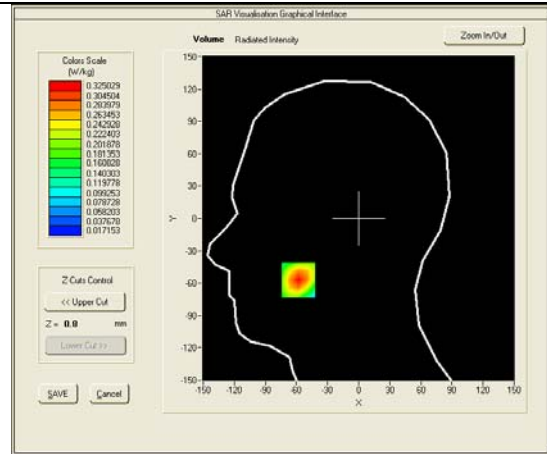 SAR Visualisation Graphical Interface
Volume Radiated Intensity
Zoom In/Out
Colors Scale
(W/kg)
0.325029
0.304504
0.283979
0.263453
0.242928
0.222403
0.201878
0.181353
0.160828
0.140303
0.119778
0.099253
0.078728
0.058203
0.037678
0.017153
Z Cuts Control
<< Upper Cut
Z = 0.0 mm
Lower Cut >>
SAVE Cancel
150
120
90
60
30
0
-30
-60
-90
-120
-150
Y
-150 -120 -90 -60 -30 0 30 60 90 120 150
X